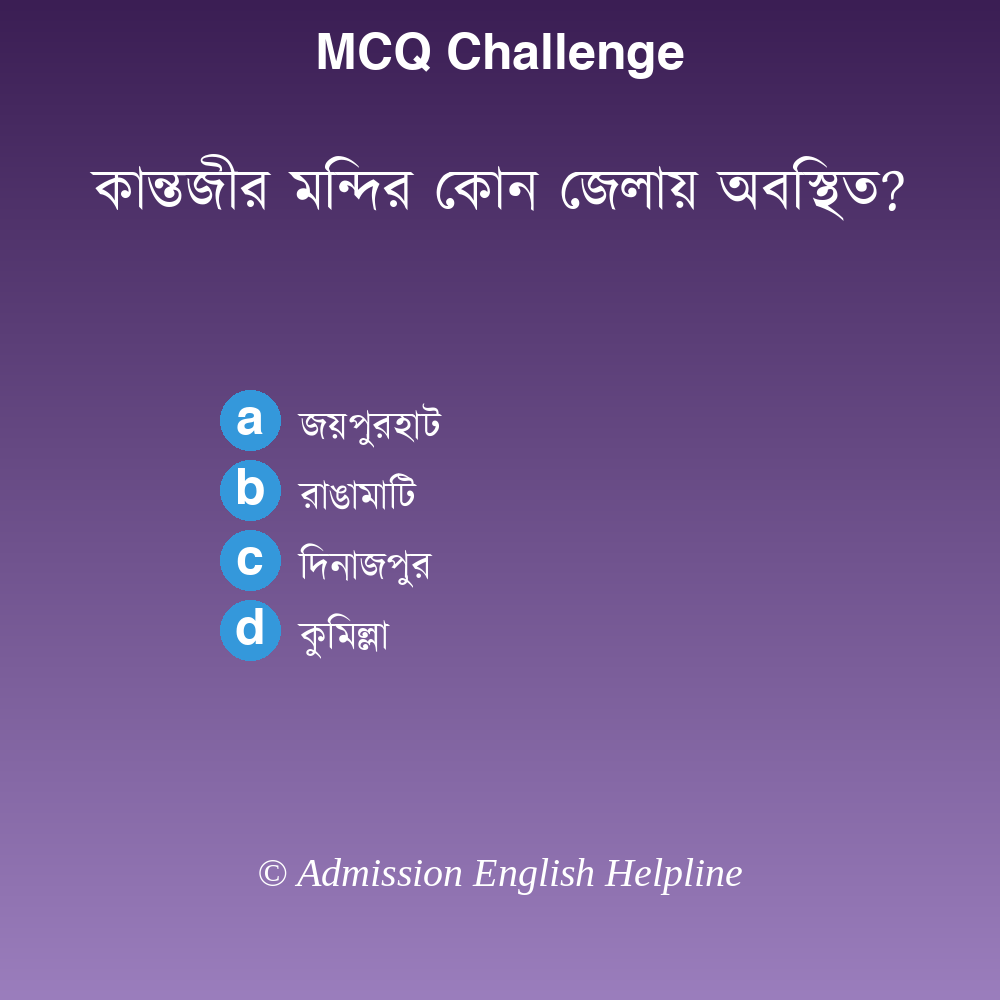 MCQ Challenge
কান্তজীর মন্দির কোন জেলায় অবস্থিত?
a জয়পুরহাট
b রাঙামাটি
c দিনাজপুর
d কুমিল্লা
© Admission English Helpline